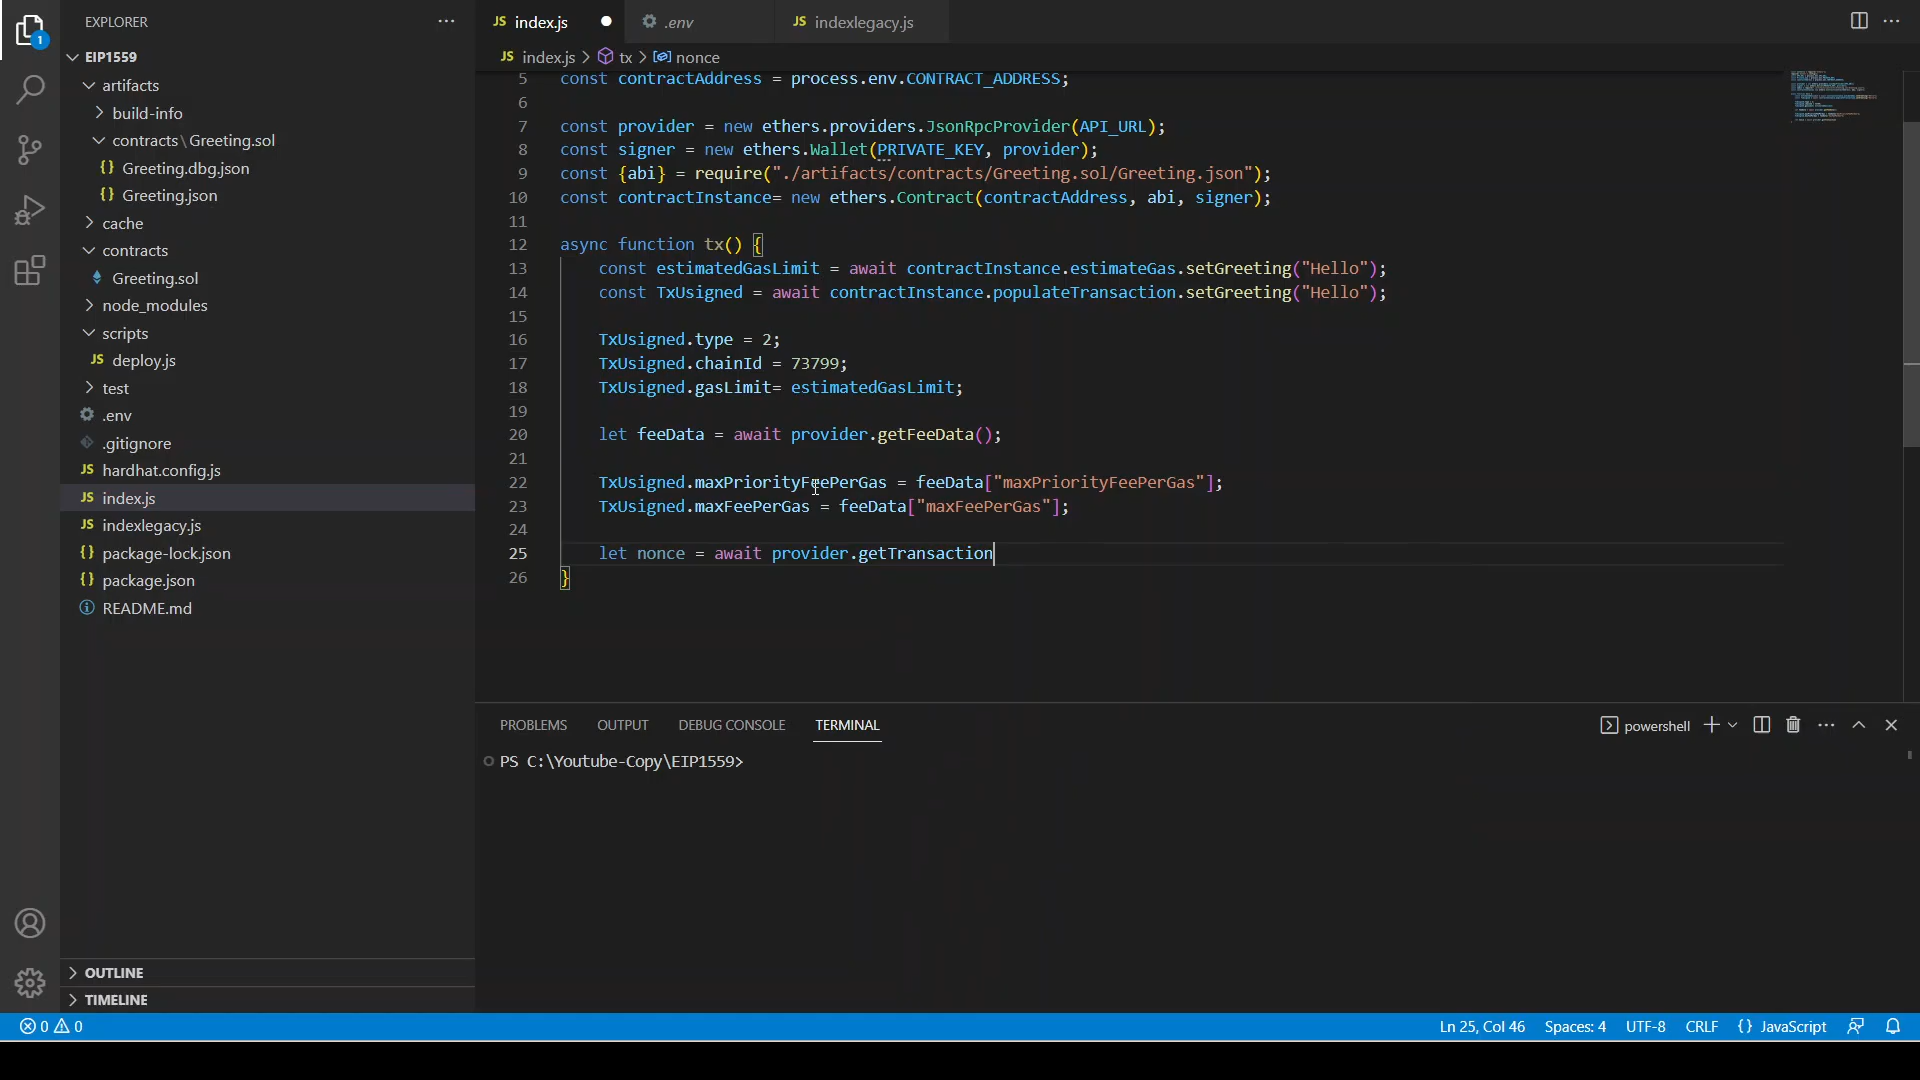 EXPLORER
EIP1559
artifacts
build-info
contracts\Greeting.sol
{} Greeting.dbg.json
{} Greeting.json
cache
contracts
Greeting.sol
node_modules
scripts
JS deploy.js
test
.env
.gitignore
JS hardhat.config.js
JS index.js
JS indexlegacy.js
{} package-lock.json
{} package.json
README.md
OUTLINE
TIMELINE
1
JS index.js
.env
JS indexlegacy.js
JS index.js > tx > nonce
5 const contractAddress = process.env.CONTRACT_ADDRESS;
6
7 const provider = new ethers.providers.JsonRpcProvider(API_URL);
8 const signer = new ethers.Wallet(PRIVATE_KEY, provider);
9 const {abi} = require("./artifacts/contracts/Greeting.sol/Greeting.json");
10 const contractInstance= new ethers.Contract(contractAddress, abi, signer);
11
12 async function tx() {
13 const estimatedGasLimit = await contractInstance.estimateGas.setGreeting("Hello");
14 const TxUsigned = await contractInstance.populateTransaction.setGreeting("Hello");
15
16 TxUsigned.type = 2;
17 TxUsigned.chainId = 73799;
18 TxUsigned.gasLimit= estimatedGasLimit;
19
20 let feeData = await provider.getFeeData();
21
22 TxUsigned.maxPriorityFeePerGas = feeData["maxPriorityFeePerGas"];
23 TxUsigned.maxFeePerGas = feeData["maxFeePerGas"];
24
25 let nonce = await provider.getTransaction
26 }
PROBLEMS OUTPUT DEBUG CONSOLE TERMINAL
powershell
PS C:\Youtube-Copy\EIP1559>
0 0
Ln 25, Col 46 Spaces: 4 UTF-8 CRLF {} JavaScript